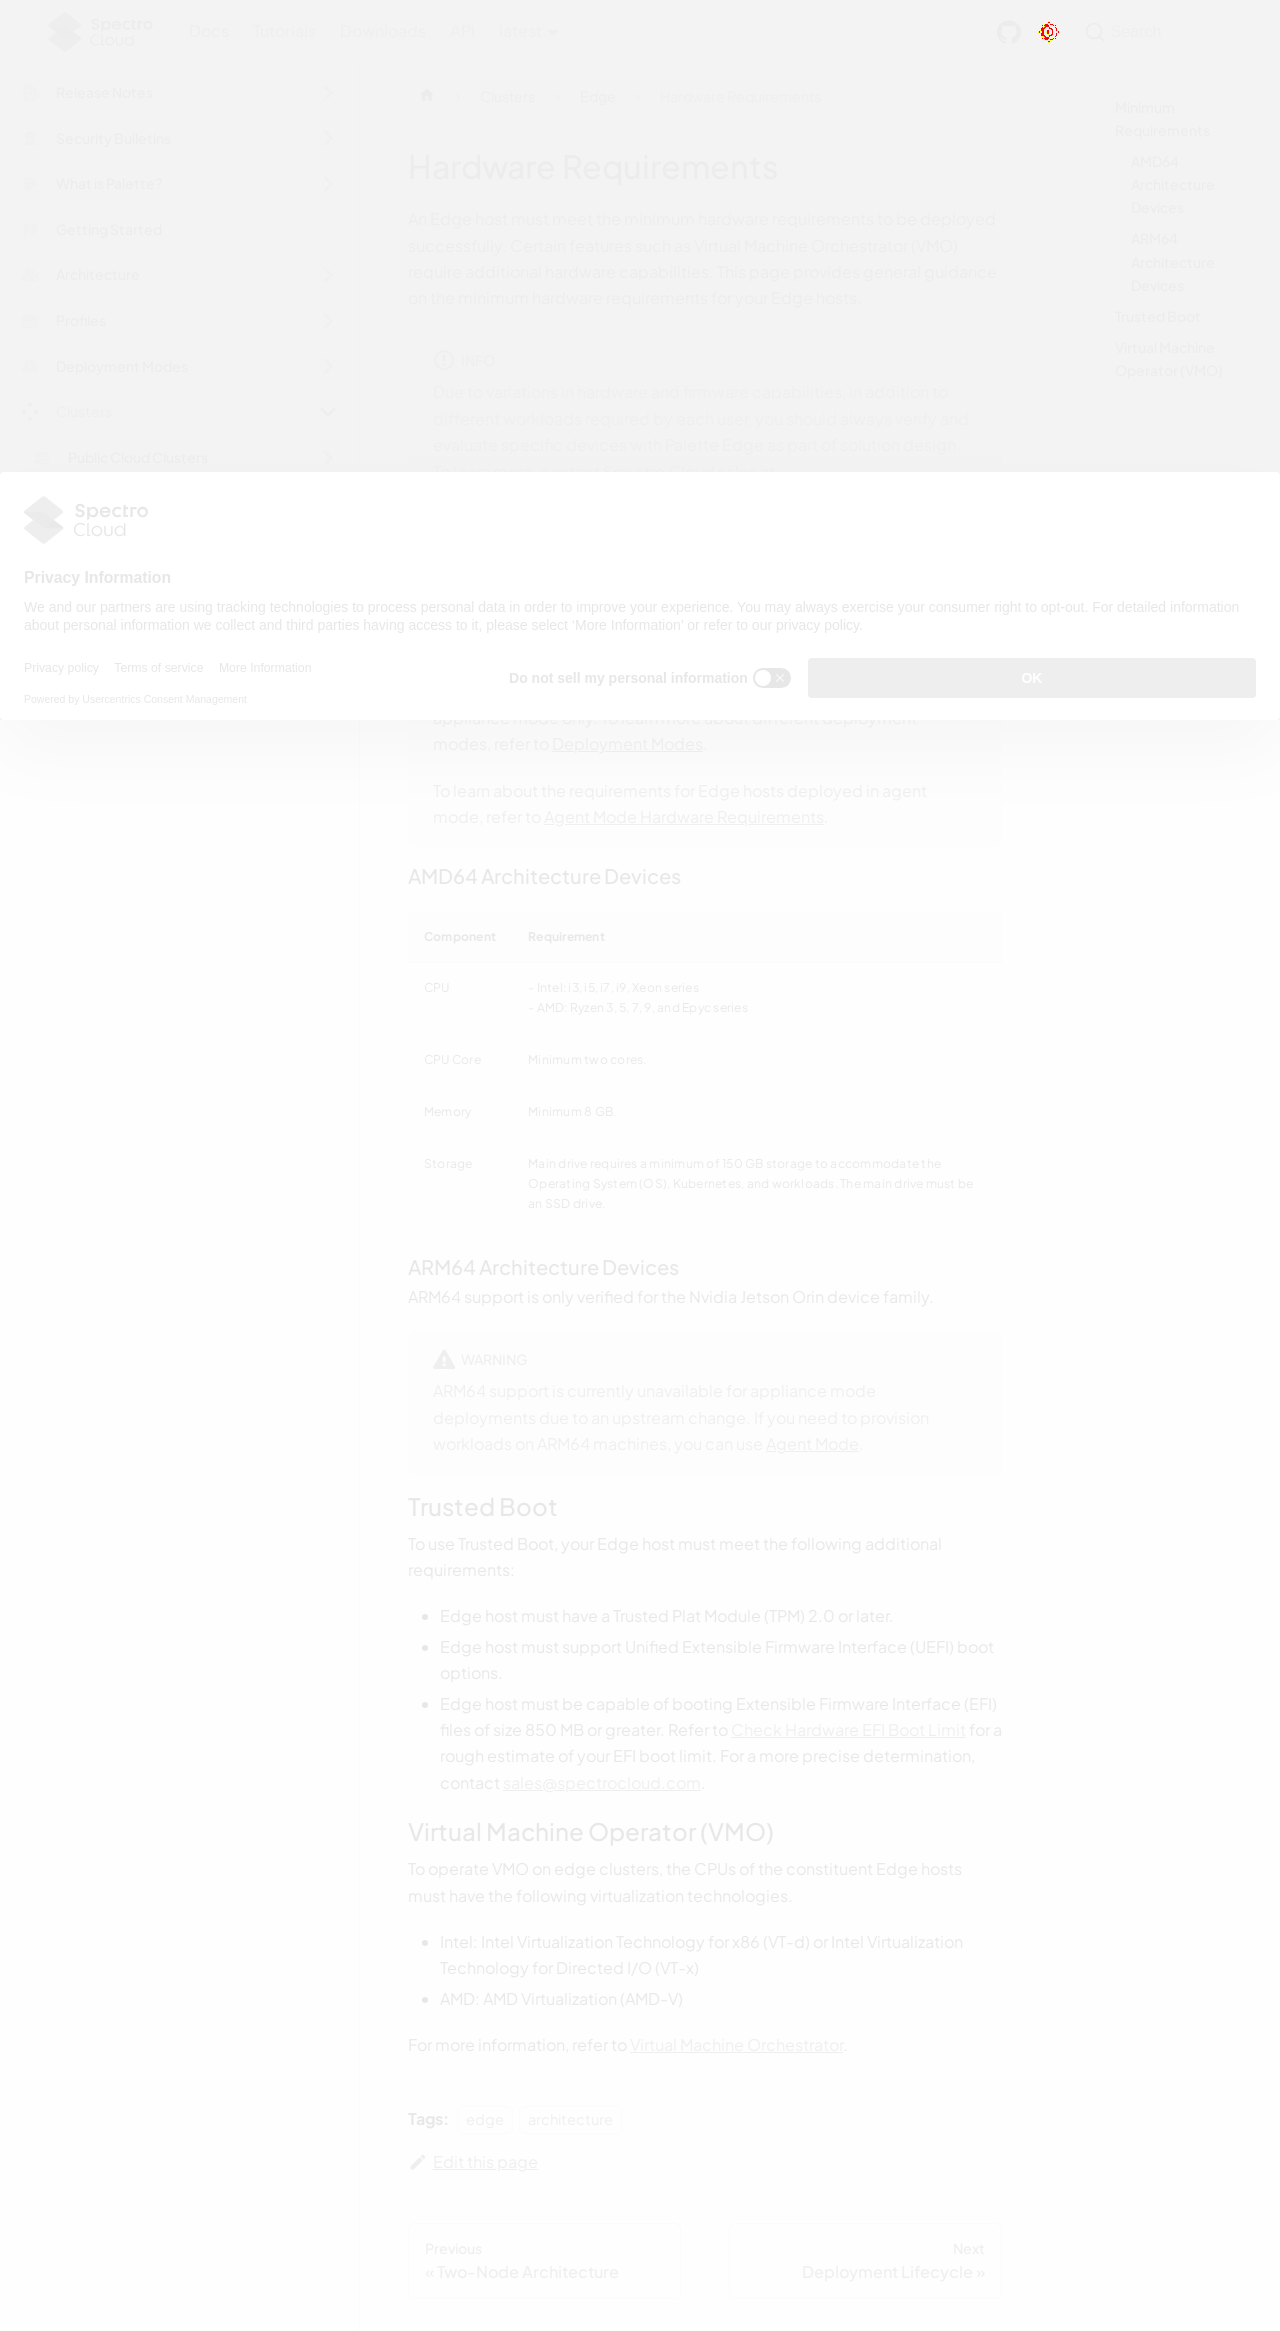 Spectro
Cloud
Docs
Tutorials
Downloads
API
latest
Search
Release Notes
Security Bulletins
What is Palette?
Getting Started
Architecture
Profiles
Deployment Modes
Clusters
Public Cloud Clusters
Clusters
Edge
Hardware Requirements
Hardware Requirements
An Edge host must meet the minimum hardware requirements to be deployed
successfully. Certain features such as Virtual Machine Orchestrator (VMO)
require additional hardware capabilities. This page provides general guidance
on the minimum hardware requirements for your Edge hosts.
INFO
Due to variations in hardware and firmware capabilities, in addition to
different workloads required by each user, you should always verify and
evaluate specific devices with Palette Edge as part of solution design.
Minimum
Requirements
AMD64
Architecture
Devices
ARM64
Architecture
Devices
Trusted Boot
Virtual Machine
Operator (VMO)
Spectro
Cloud
Privacy Information
We and our partners are using tracking technologies to process personal data in order to improve your experience. You may always exercise your consumer right to opt-out. For detailed information
about personal information we collect and third parties having access to it, please select 'More Information' or refer to our privacy policy.
Privacy policy Terms of service More Information
Powered by Usercentrics Consent Management
Do not sell my personal information
OK
appliance mode only. To learn more about different deployment
modes, refer to Deployment Modes.
To learn about the requirements for Edge hosts deployed in agent
mode, refer to Agent Mode Hardware Requirements.
AMD64 Architecture Devices
Component Requirement
CPU - Intel: i3, i5, i7, i9, Xeon series
- AMD: Ryzen 3, 5, 7, 9, and Epyc series
CPU Core Minimum two cores.
Memory Minimum 8 GB.
Storage Main drive requires a minimum of 150 GB storage to accommodate the
Operating System (OS), Kubernetes, and workloads. The main drive must be
an SSD drive.
ARM64 Architecture Devices
ARM64 support is only verified for the Nvidia Jetson Orin device family.
WARNING
ARM64 support is currently unavailable for appliance mode
deployments due to an upstream change. If you need to provision
workloads on ARM64 machines, you can use Agent Mode.
Trusted Boot
To use Trusted Boot, your Edge host must meet the following additional
requirements:
Edge host must have a Trusted Plat Module (TPM) 2.0 or later.
Edge host must support Unified Extensible Firmware Interface (UEFI) boot
options.
Edge host must be capable of booting Extensible Firmware Interface (EFI)
files of size 850 MB or greater. Refer to Check Hardware EFI Boot Limit for a
rough estimate of your EFI boot limit. For a more precise determination,
contact sales@spectrocloud.com.
Virtual Machine Operator (VMO)
To operate VMO on edge clusters, the CPUs of the constituent Edge hosts
must have the following virtualization technologies.
Intel: Intel Virtualization Technology for x86 (VT-d) or Intel Virtualization
Technology for Directed I/O (VT-x)
AMD: AMD Virtualization (AMD-V)
For more information, refer to Virtual Machine Orchestrator.
Tags: edge architecture
Edit this page
Previous
« Two-Node Architecture
Next
Deployment Lifecycle »